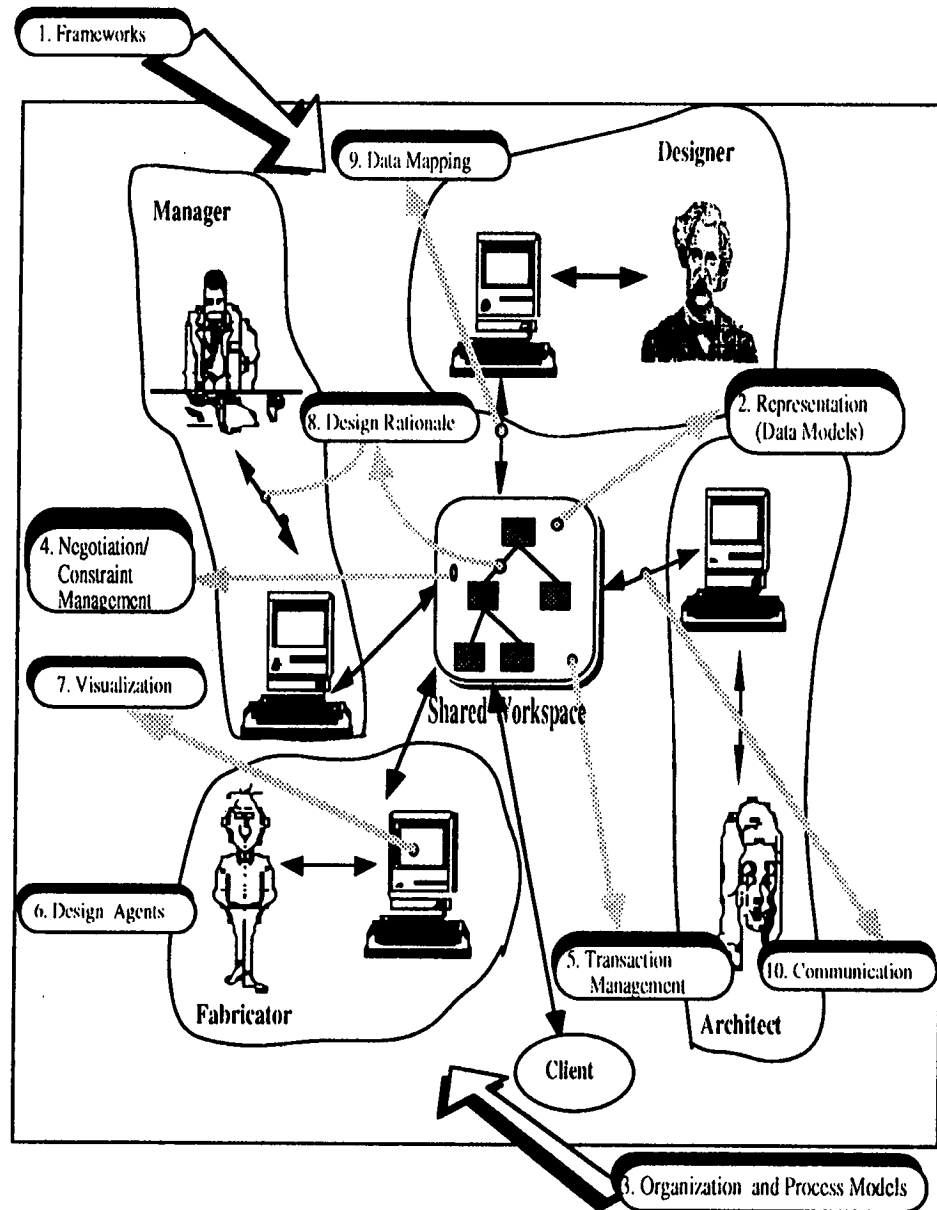 1. Frameworks
9. Data Mapping
Designer
Manager
8. Design Rationale
2. Representation
(Data Models)
4. Negotiation/
Constraint
Management
7. Visualization
Shared Workspace
6. Design Agents
5. Transaction
Management
10. Communication
Fabricator
Architect
Client
3. Organization and Process Models